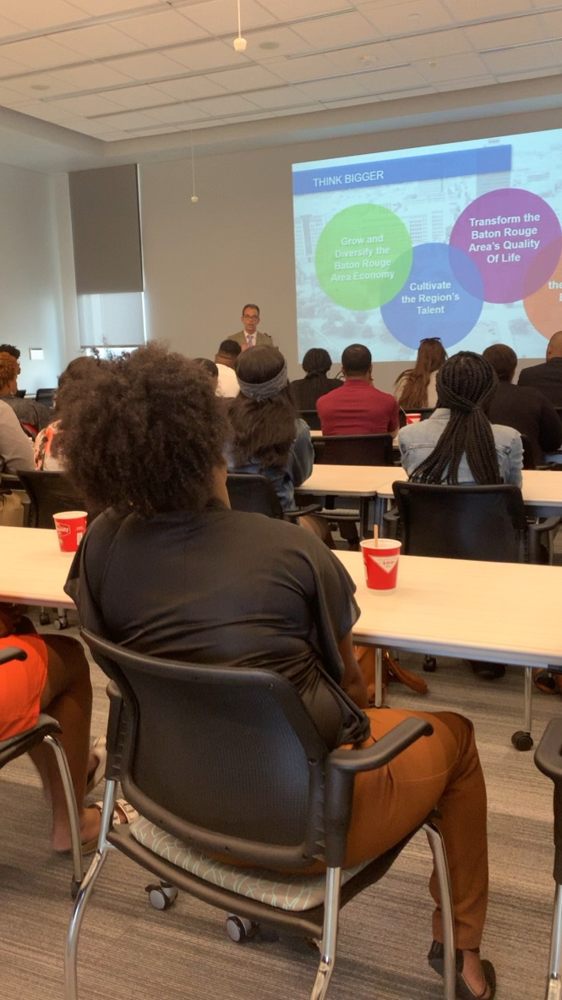 THINK BIGGER
Grow and
Diversify the
Baton Rouge
Area Economy
Cultivate
the Region's
Talent
Transform the
Baton Rouge
Area's Quality
Of Life
the